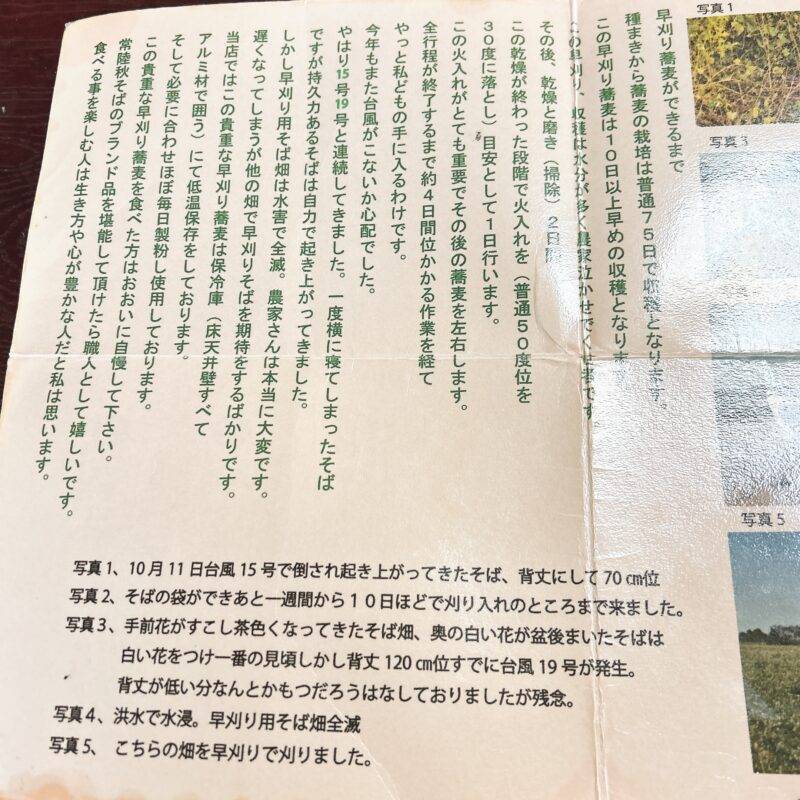 早刈り蕎麦ができるまで
種まきから蕎麦の栽培は普通75日で収穫となります。
この早刈り蕎麦は10日以上早めの収穫となります。
この早刈り、収穫は水分が多く農家泣かせでくせ者です。
その後、乾燥と磨き(掃除)2日間
この乾燥が終わった段階で火入れを(普通50度位を
30度に落とし)目安として1日行います。
この火入れがとても重要でその後の蕎麦を左右します。
全行程が終了するまで約4日間位かかる作業を経て
やっと私どもの手に入るわけです。
今年もまた台風がこないか心配でした。
やはり15号19号と連続してきました。一度横に寝てしまったそば
ですが持久力あるそばは自力で起き上がってきました。
しかし早刈り用そば畑は水害で全滅。農家さんは本当に大変です。
遅くなってしまうが他の畑で早刈りそばを期待をするばかりです。
当店ではこの貴重な早刈り蕎麦は保冷庫(床天井壁すべて
アルミ材で囲う)にて低温保存をしております。
そして必要に合わせほぼ毎日製粉し使用しております。
この貴重な早刈り蕎麦を食べた方はおおいに自慢して下さい。
常陸秋そばのブランド品を堪能して頂けたら職人として嬉しいです。
食べる事を楽しむ人は生き方や心が豊かな人だと私は思います。
写真1
写真3
写真5
写真1、10月11日台風15号で倒され起き上がってきたそば、背丈にして70㎝位
写真2、そばの袋ができあと一週間から10日ほどで刈り入れのところまで来ました。
写真3、手前花がすこし茶色くなってきたそば畑、奥の白い花が盆後まいたそばは
白い花をつけ一番の見頃しかし背丈120㎝位すでに台風19号が発生。
背丈が低い分なんとかもつだろうはなしておりましたが残念。
写真4、洪水で水浸。早刈り用そば畑全滅
写真5、こちらの畑を早刈りで刈りました。